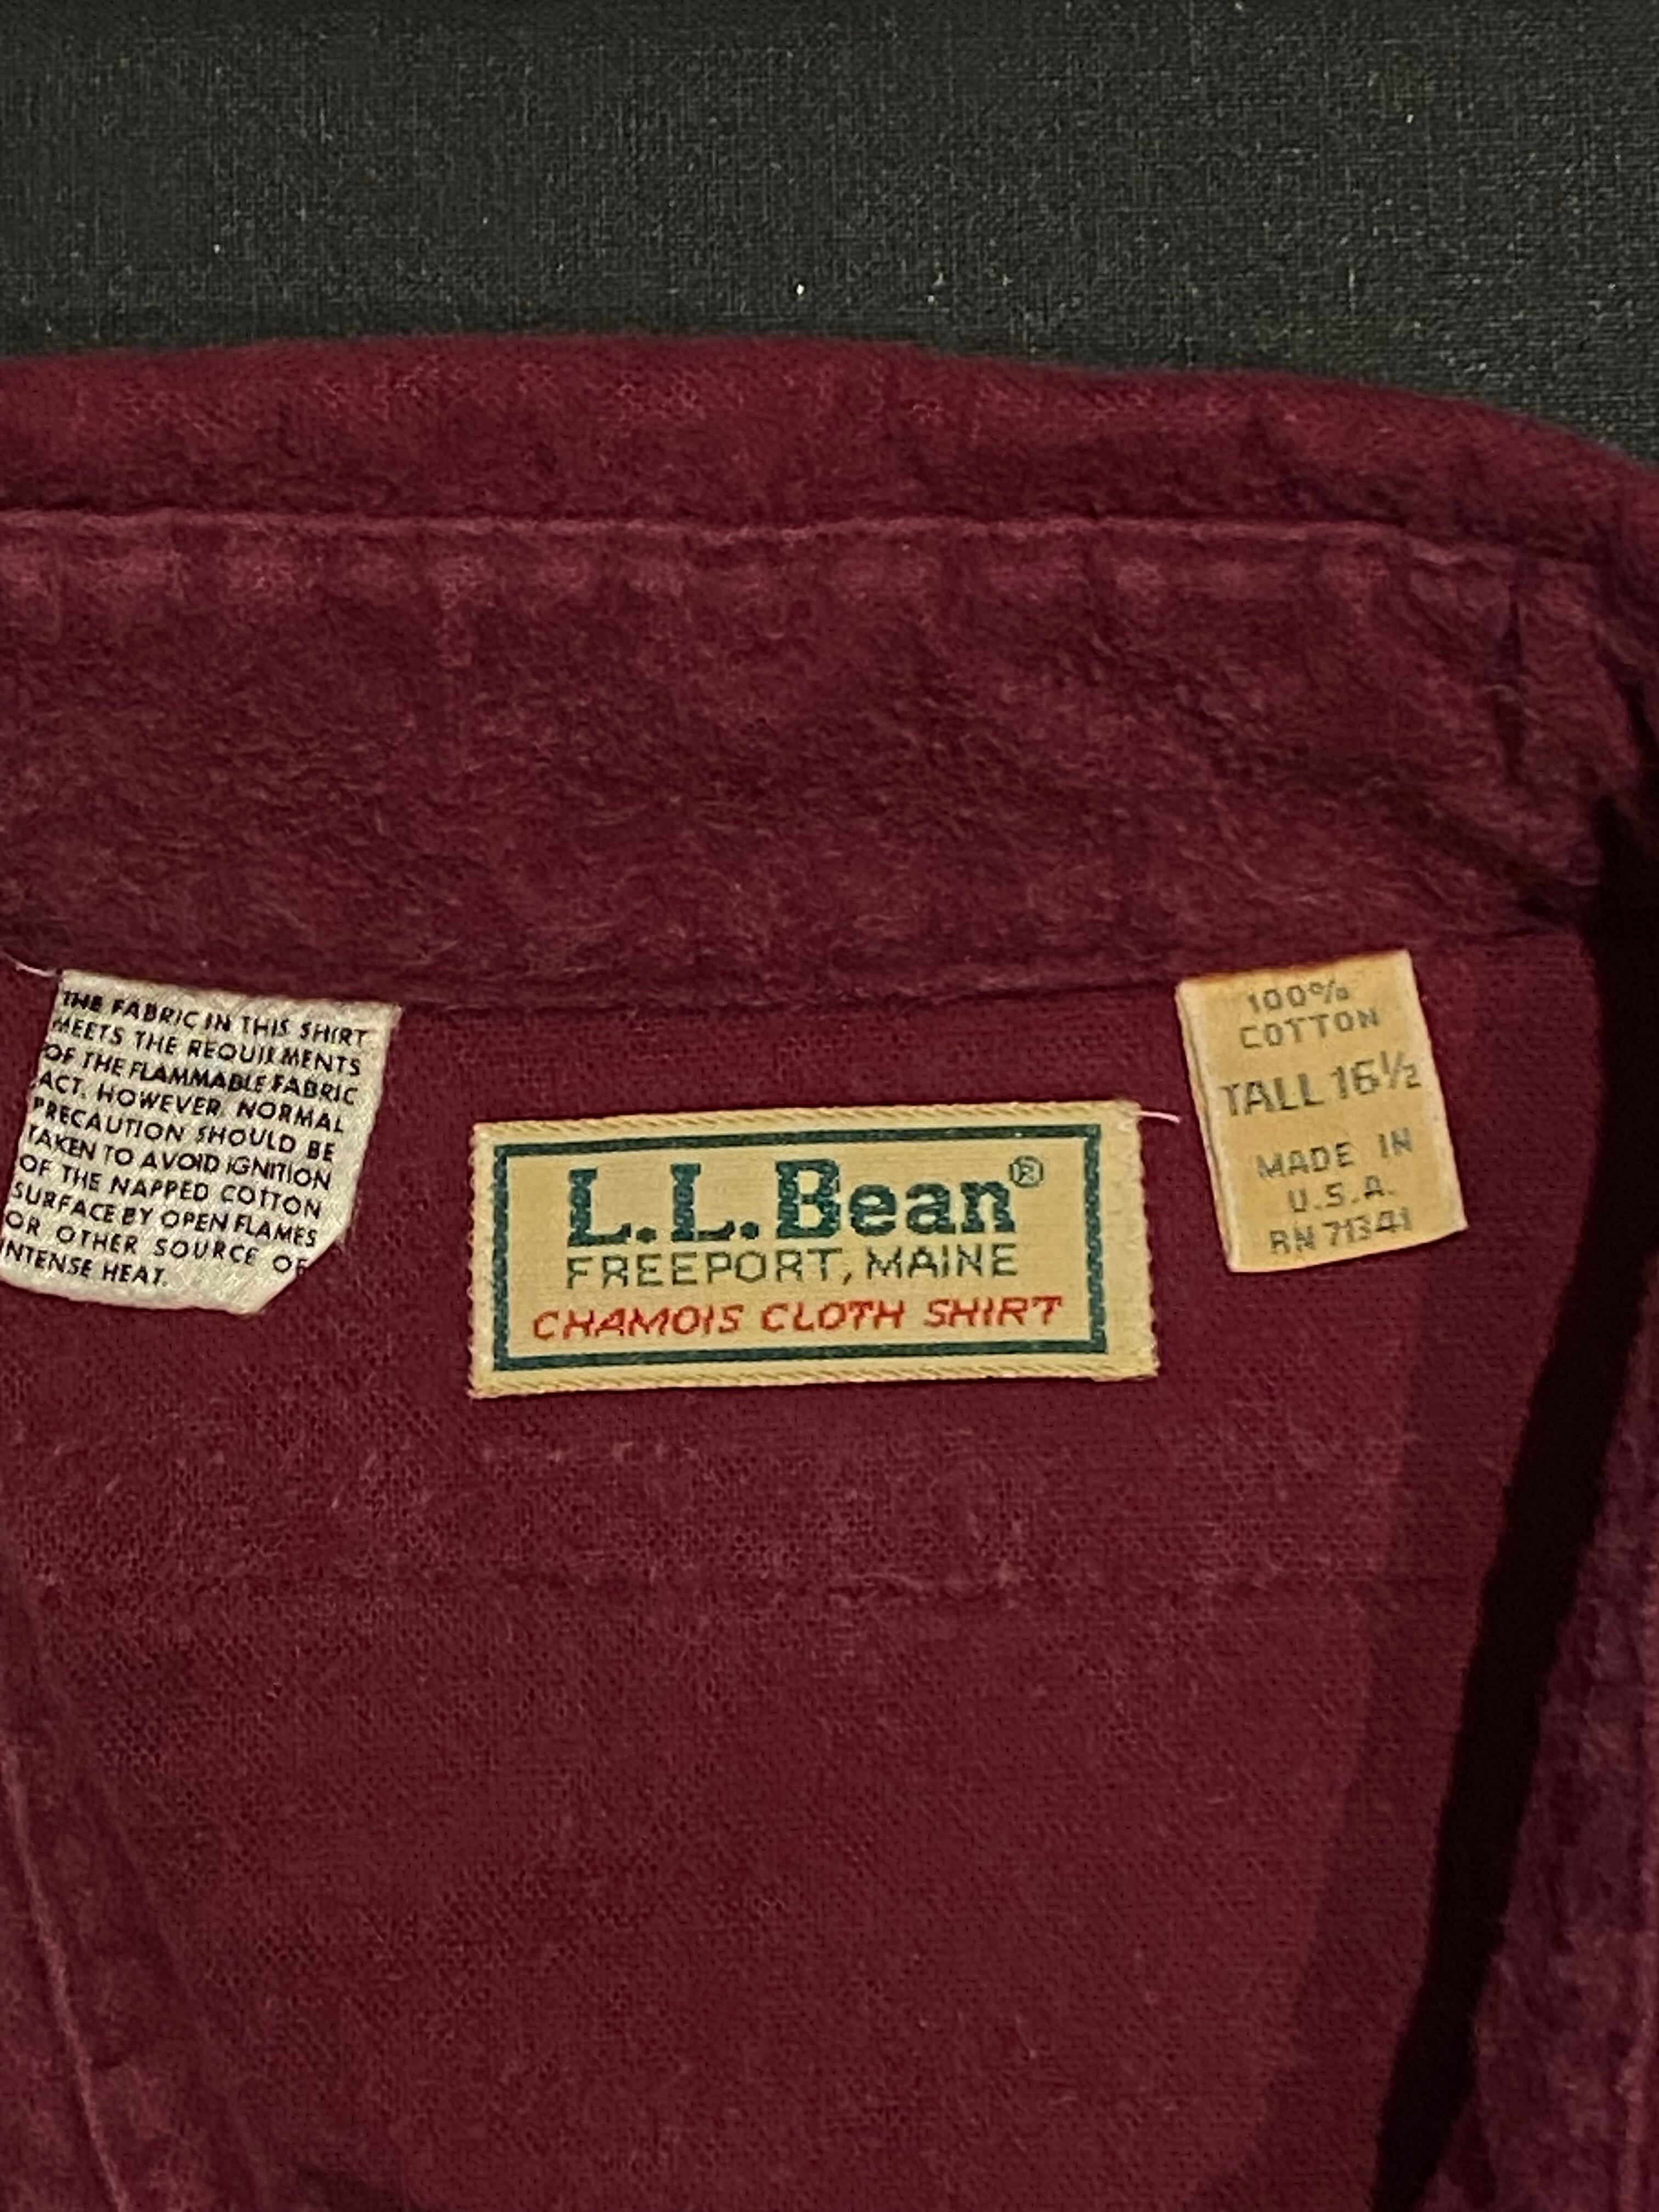 THE FABRIC IN THIS SHIRT
MEETS THE REQUIRMENTS
OF THE FLAMMABLE FABRIC
ACT. HOWEVER, NORMAL
PRECAUTION SHOULD BE
TAKEN TO AVOID IGNITION
OF THE NAPPED COTTON
SURFACE BY OPEN FLAMES
OR OTHER SOURCE OF
INTENSE HEAT.
L.L.Bean®
FREEPORT, MAINE
CHAMOIS CLOTH SHIRT
100%
COTTON
TALL 16½
MADE IN
U.S.A.
RN 71341